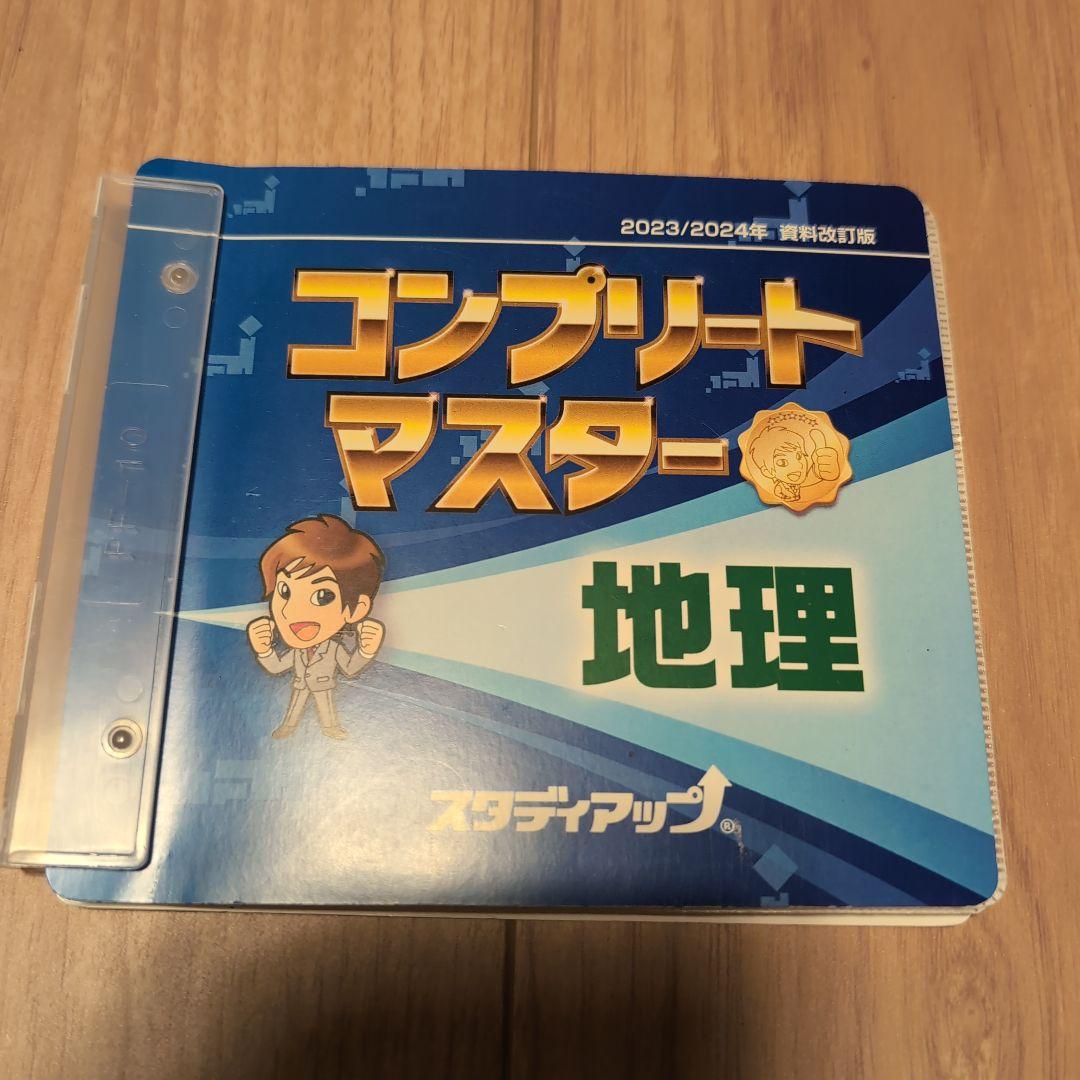 2023/2024年 資料改訂版
コンプリート
マスター
地理
スタディアップ®